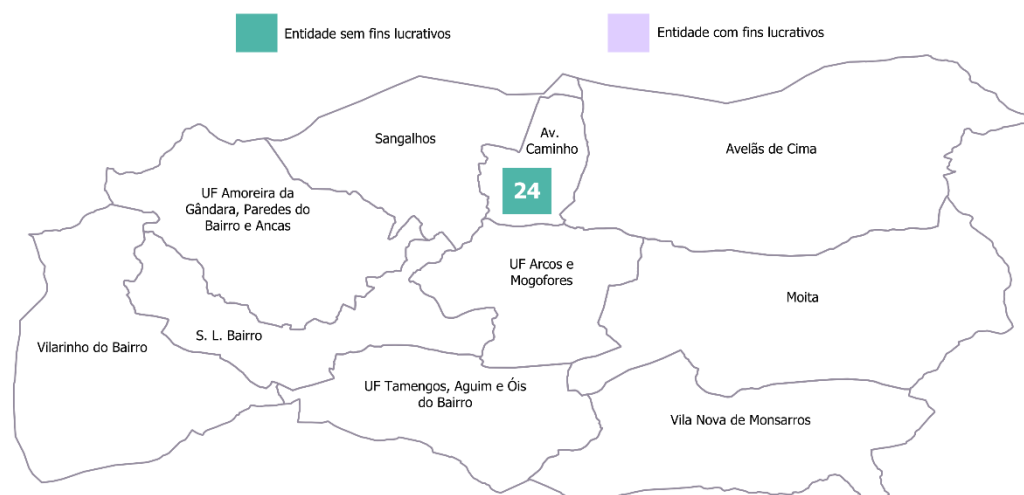 Entidade sem fins lucrativos
Entidade com fins lucrativos
Sangalhos
Av.
Caminho
Avelãs de Cima
24
UF Amoreira da
Gândara, Paredes do
Bairro e Ancas
UF Arcos e
Mogofores
Moita
S. L. Bairro
Vilarinho do Bairro
UF Tamengos, Aguim e Óis
do Bairro
Vila Nova de Monsarros